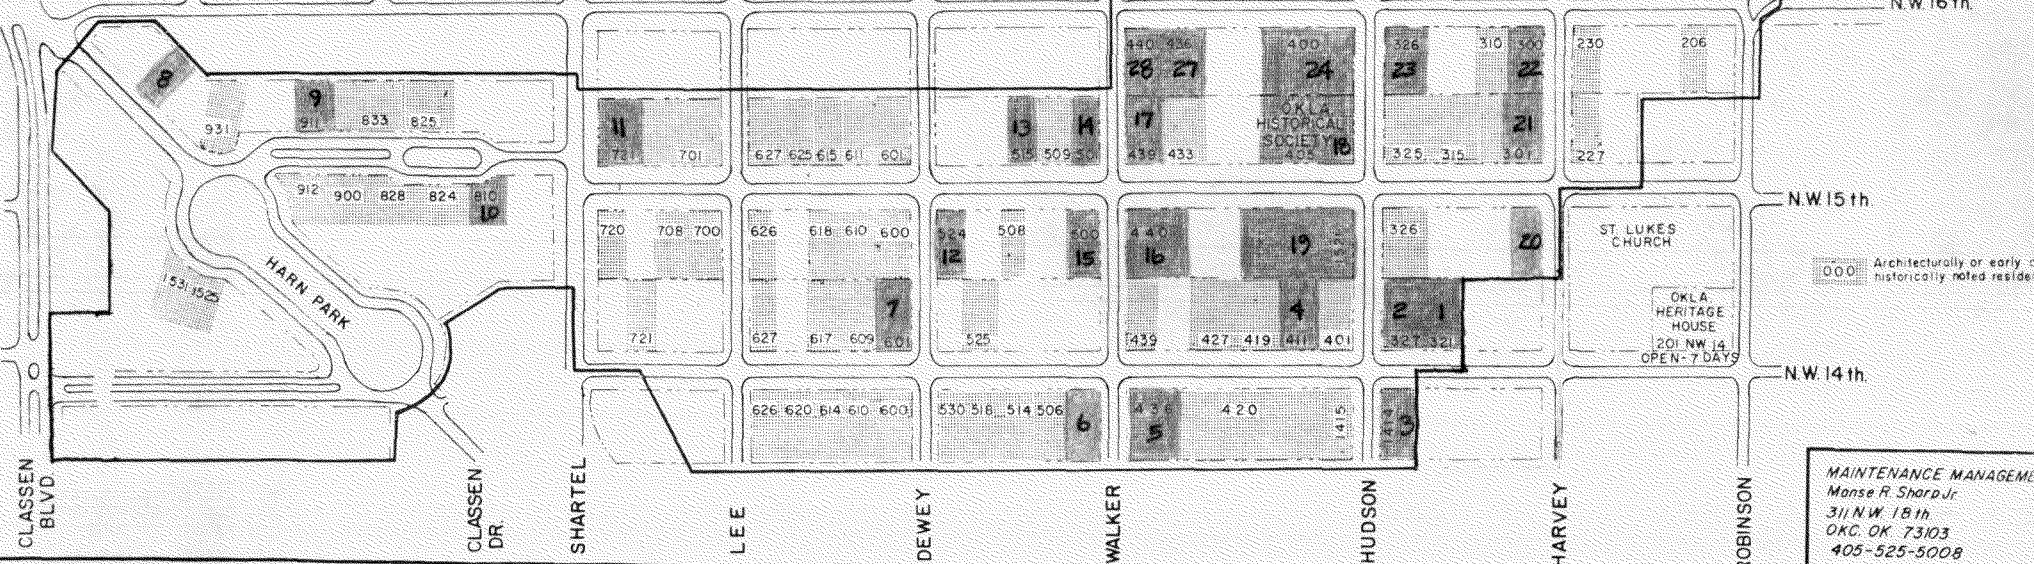 N.W. 16th.
440 436 400 326 310 300 230 206
8 28 27 24 23 22
9
911 833 825
931
11 13 14 17 OKLA
HISTORICAL
SOCIETY 18 21
405
721 701 627 625 615 611 601 515 509 501 439 433 325 315 301 227
912 900 828 824 810
10
N.W. 15th
720 708 700 626 618 610 600 524 508 500 440 1521 326
12 15 16 19 20
ST. LUKES
CHURCH
000 Architecturally or early
historically noted
HARN PARK
1531 1525
7 4 2 1
OKLA
HERITAGE
HOUSE
201 NW 14
OPEN-7 DAYS
721 627 617 609 601 525 439 427 419 411 401 327 321
N.W. 14th.
626 620 614 610 600 530 518 514 506 436 420 1415 1414
6 5 3
CLASSEN
BLVD
CLASSEN
DR
SHARTEL
LEE
DEWEY
WALKER
HUDSON
HARVEY
ROBINSON
MAINTENANCE
Manse R. Sharp Jr
311 N.W. 18th
OKC. OK 73103
405-525-5008